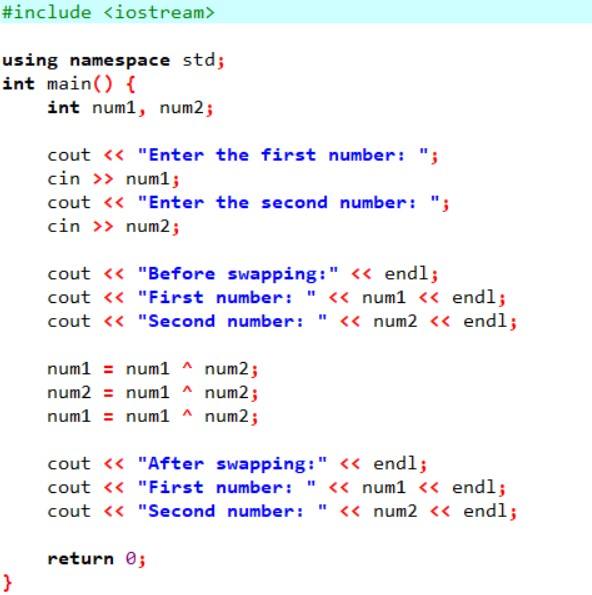 #include <iostream>
using namespace std;
int main() {
    int num1, num2;
    cout << "Enter the first number: ";
    cin >> num1;
    cout << "Enter the second number: ";
    cin >> num2;
    cout << "Before swapping:" << endl;
    cout << "First number: " << num1 << endl;
    cout << "Second number: " << num2 << endl;
    num1 = num1 ^ num2;
    num2 = num1 ^ num2;
    num1 = num1 ^ num2;
    cout << "After swapping:" << endl;
    cout << "First number: " << num1 << endl;
    cout << "Second number: " << num2 << endl;
    return 0;
}